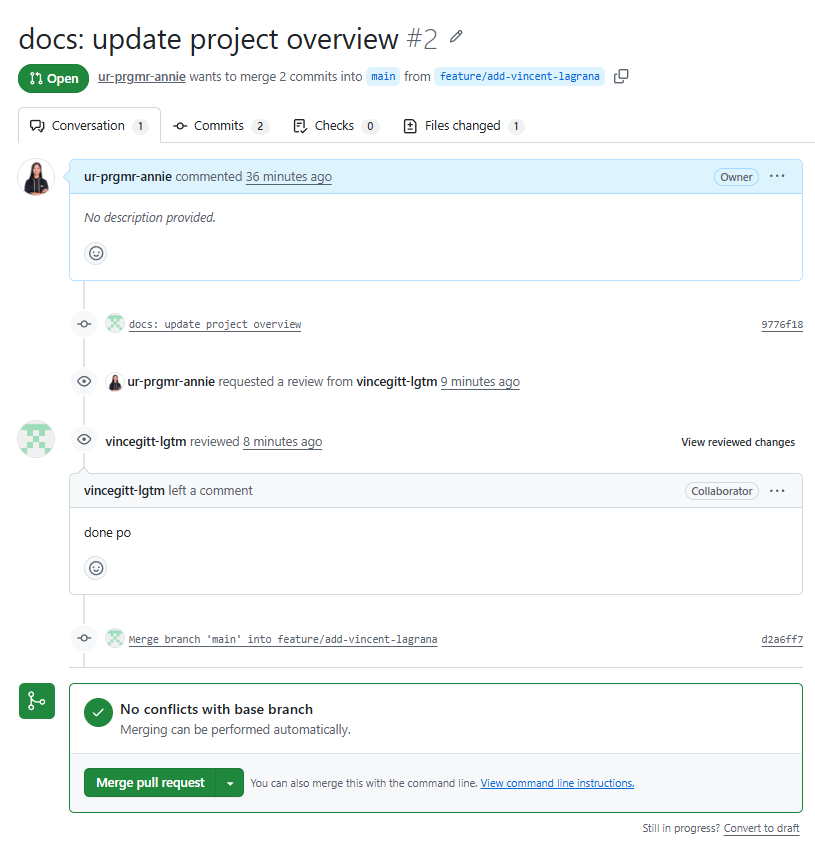 docs: update project overview #2
Open ur-prgmr-annie wants to merge 2 commits into main from feature/add-vincent-lagrana
Conversation 1 Commits 2 Checks 0 Files changed 1
ur-prgmr-annie commented 36 minutes ago Owner
No description provided.
docs: update project overview 9776f18
ur-prgmr-annie requested a review from vincegitt-lgtm 9 minutes ago
vincegitt-lgtm reviewed 8 minutes ago View reviewed changes
vincegitt-lgtm left a comment Collaborator
done po
Merge branch 'main' into feature/add-vincent-lagrana d2a6ff7
No conflicts with base branch
Merging can be performed automatically.
Merge pull request You can also merge this with the command line. View command line instructions.
Still in progress? Convert to draft